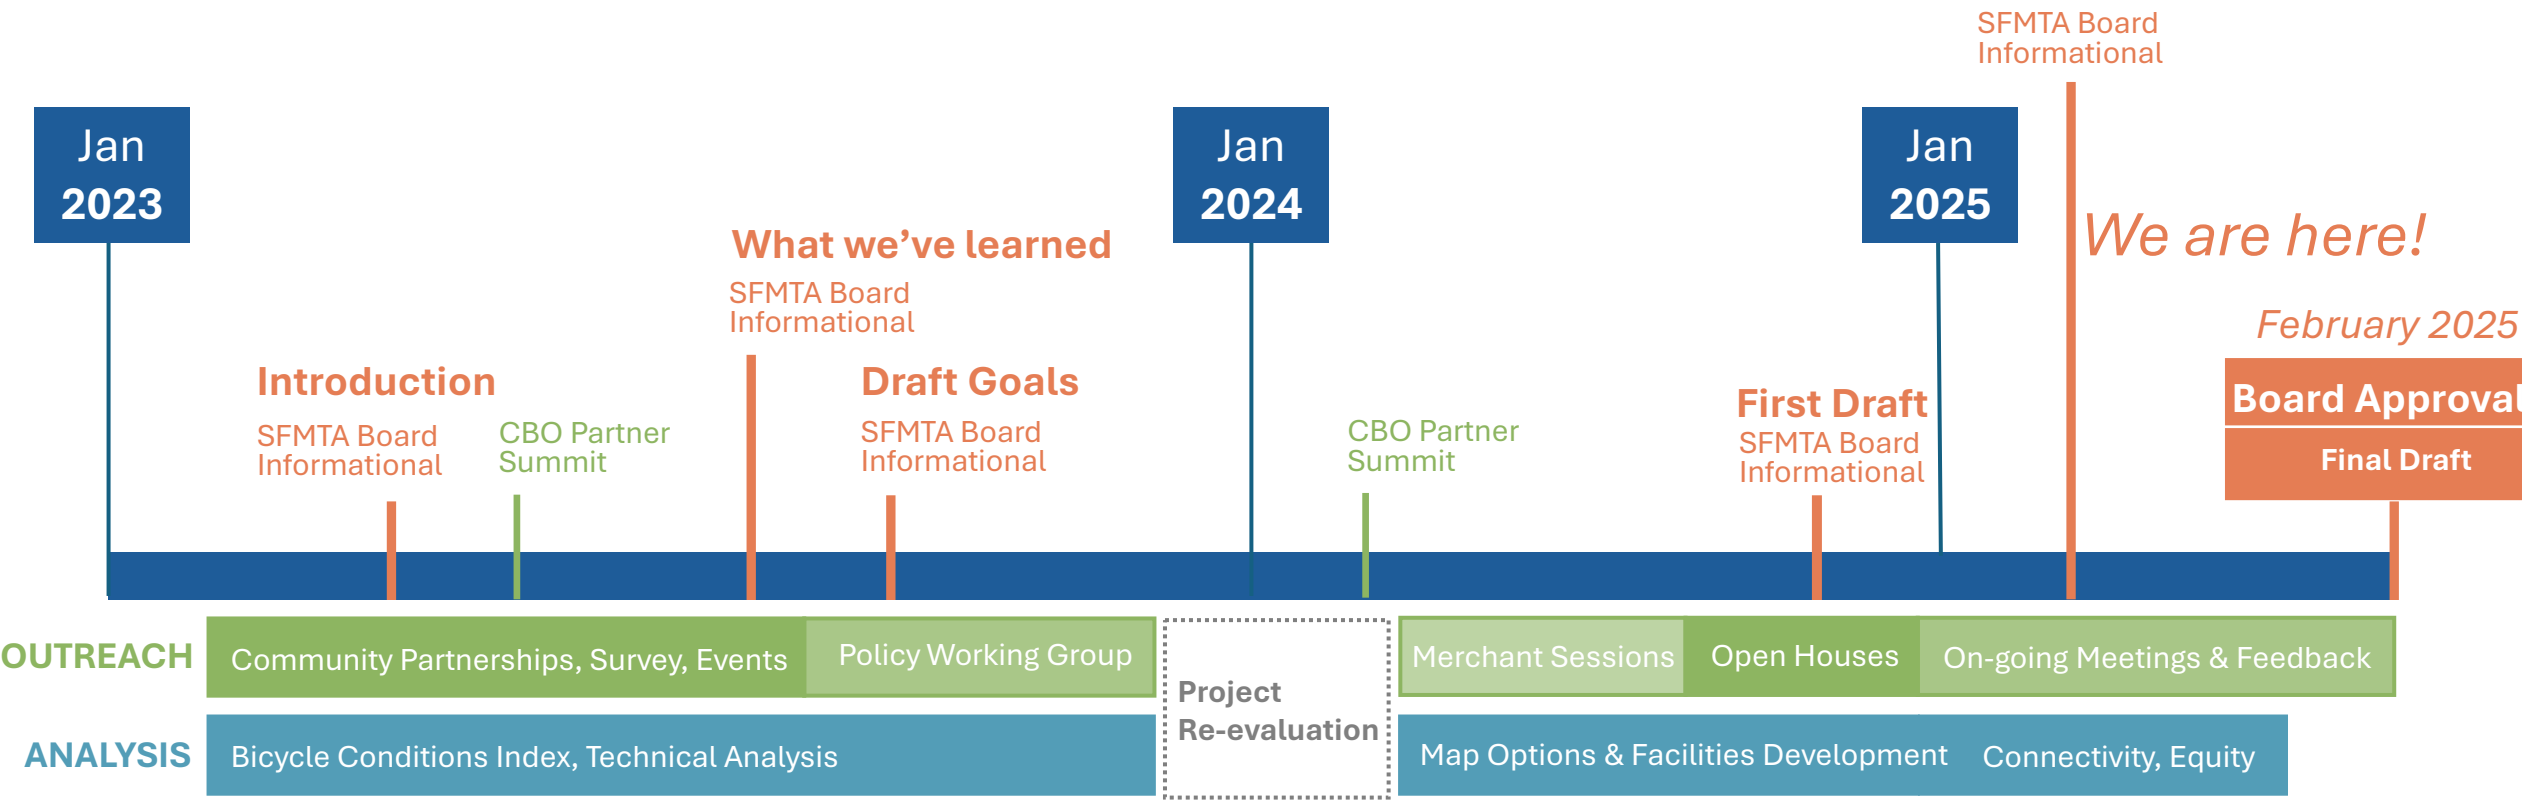 SFMTA Board
Informational
Jan
2023
Jan
2024
Jan
2025
We are here!
What we’ve learned
SFMTA Board
Informational
February 2025
Introduction
SFMTA Board
Informational
CBO Partner
Summit
Draft Goals
SFMTA Board
Informational
CBO Partner
Summit
First Draft
SFMTA Board
Informational
Board Approval
Final Draft
OUTREACH
Community Partnerships, Survey, Events
Policy Working Group
Project
Re-evaluation
Merchant Sessions
Open Houses
On-going Meetings & Feedback
ANALYSIS
Bicycle Conditions Index, Technical Analysis
Map Options & Facilities Development
Connectivity, Equity